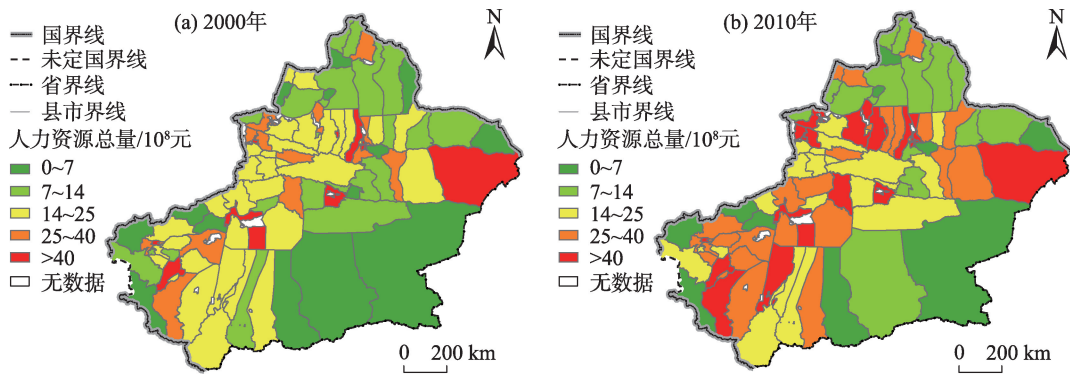 (a) 2000年
N
国界线
未定国界线
省界线
县市界线
人力资源总量/10⁸元
0~7
7~14
14~25
25~40
>40
无数据
0 200 km
(b) 2010年
N
国界线
未定国界线
省界线
县市界线
人力资源总量/10⁸元
0~7
7~14
14~25
25~40
>40
无数据
0 200 km